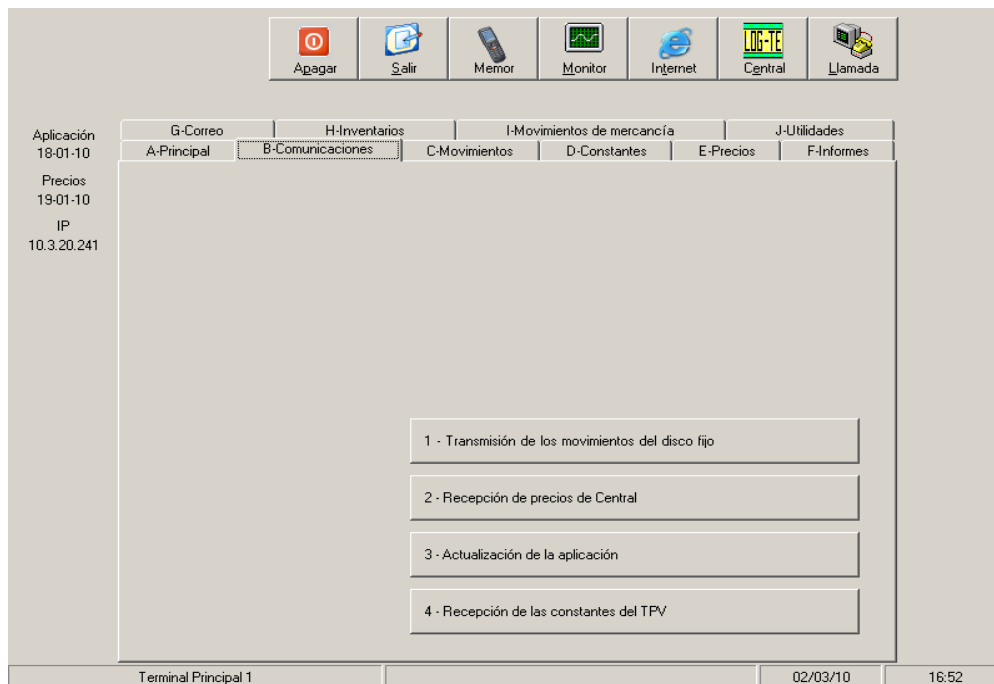 Apagar Salir Memor Monitor Internet LOG-TE Central Llamada
Aplicación
18-01-10
Precios
19-01-10
IP
10.3.20.241
G-Correo H-Inventarios I-Movimientos de mercancía J-Utilidades
A-Principal B-Comunicaciones C-Movimientos D-Constantes E-Precios F-Informes
1 - Transmisión de los movimientos del disco fijo
2 - Recepción de precios de Central
3 - Actualización de la aplicación
4 - Recepción de las constantes del TPV
Terminal Principal 1 02/03/10 16:52